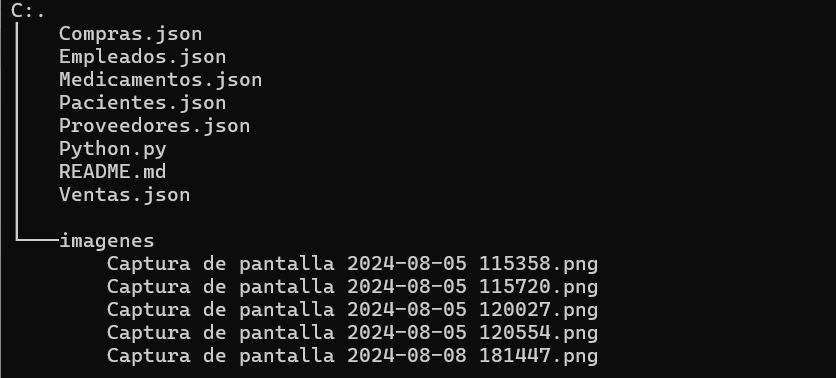 C:.
│   Compras.json
│   Empleados.json
│   Medicamentos.json
│   Pacientes.json
│   Proveedores.json
│   Python.py
│   README.md
│   Ventas.json
│
└───imagenes
        Captura de pantalla 2024-08-05 115358.png
        Captura de pantalla 2024-08-05 115720.png
        Captura de pantalla 2024-08-05 120027.png
        Captura de pantalla 2024-08-05 120554.png
        Captura de pantalla 2024-08-08 181447.png